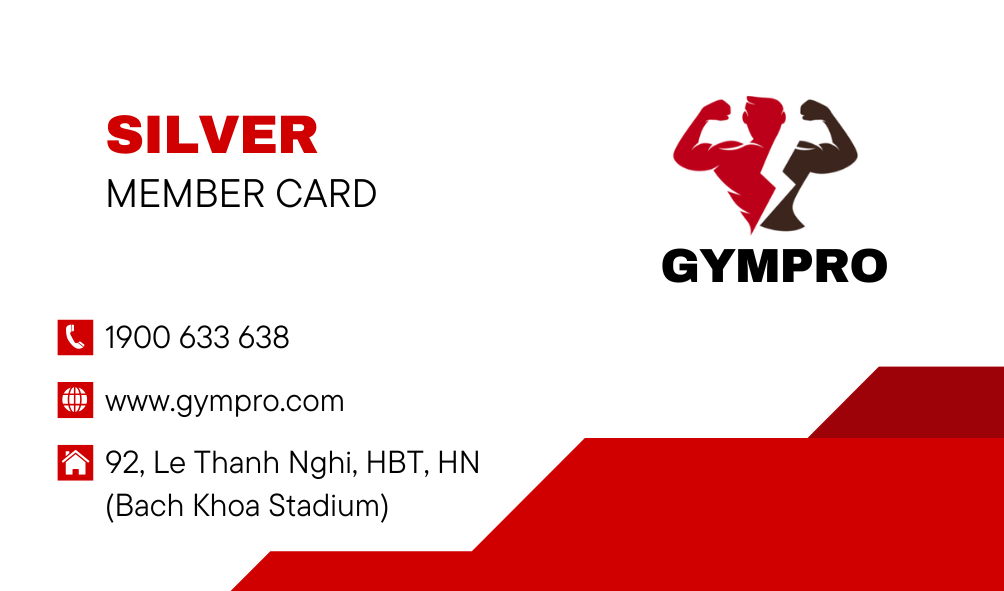 SILVER
MEMBER CARD
GYMPRO
1900 633 638
www.gympro.com
92, Le Thanh Nghi, HBT, HN
(Bach Khoa Stadium)